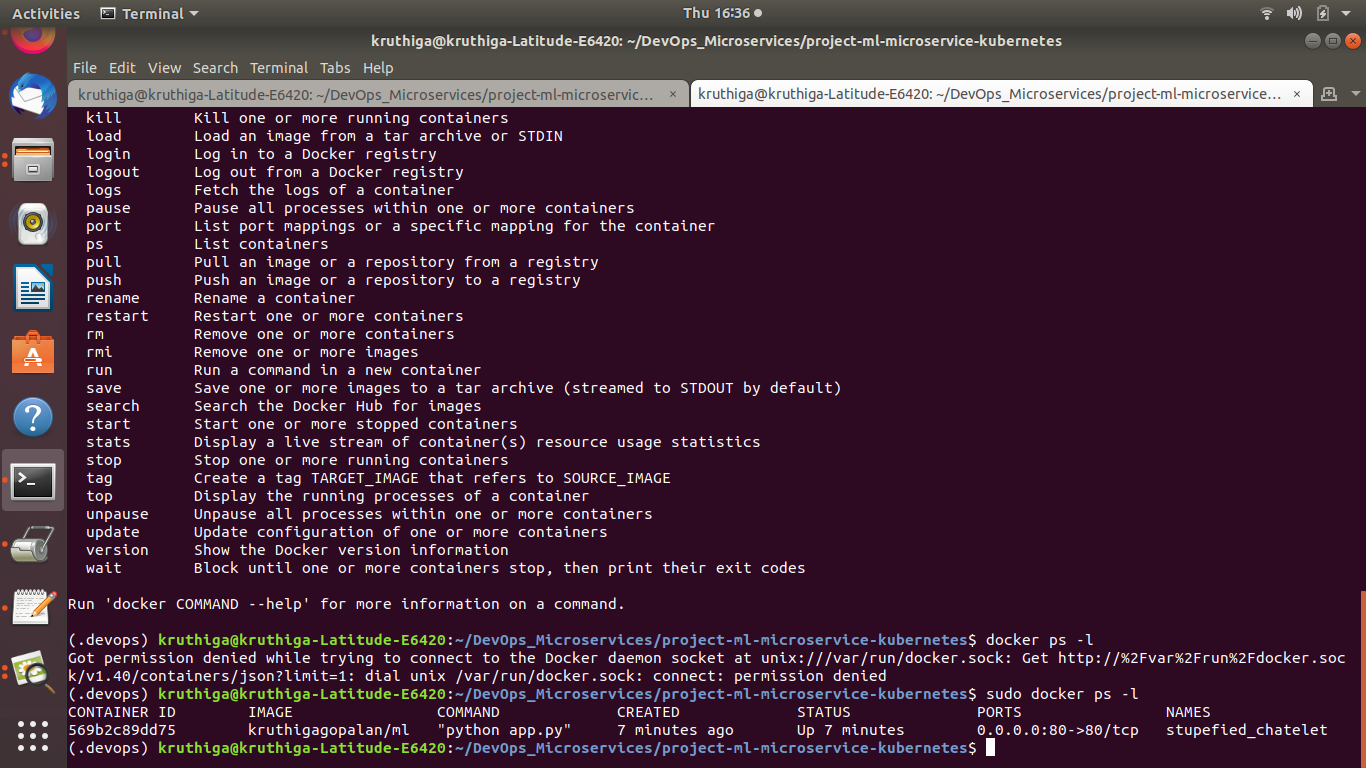 Activities Terminal Thu 16:36
kruthiga@kruthiga-Latitude-E6420: ~/DevOps_Microservices/project-ml-microservice-kubernetes
File Edit View Search Terminal Tabs Help
kruthiga@kruthiga-Latitude-E6420: ~/DevOps_Microservices/project-ml-microservic... × kruthiga@kruthiga-Latitude-E6420: ~/DevOps_Microservices/project-ml-microservice... ×
kill Kill one or more running containers
load Load an image from a tar archive or STDIN
login Log in to a Docker registry
logout Log out from a Docker registry
logs Fetch the logs of a container
pause Pause all processes within one or more containers
port List port mappings or a specific mapping for the container
ps List containers
pull Pull an image or a repository from a registry
push Push an image or a repository to a registry
rename Rename a container
restart Restart one or more containers
rm Remove one or more containers
rmi Remove one or more images
run Run a command in a new container
save Save one or more images to a tar archive (streamed to STDOUT by default)
search Search the Docker Hub for images
start Start one or more stopped containers
stats Display a live stream of container(s) resource usage statistics
stop Stop one or more running containers
tag Create a tag TARGET_IMAGE that refers to SOURCE_IMAGE
top Display the running processes of a container
unpause Unpause all processes within one or more containers
update Update configuration of one or more containers
version Show the Docker version information
wait Block until one or more containers stop, then print their exit codes
Run 'docker COMMAND --help' for more information on a command.
(.devops) kruthiga@kruthiga-Latitude-E6420:~/DevOps_Microservices/project-ml-microservice-kubernetes$ docker ps -l
Got permission denied while trying to connect to the Docker daemon socket at unix:///var/run/docker.sock: Get http://%2Fvar%2Frun%2Fdocker.soc
k/v1.40/containers/json?limit=1: dial unix /var/run/docker.sock: connect: permission denied
(.devops) kruthiga@kruthiga-Latitude-E6420:~/DevOps_Microservices/project-ml-microservice-kubernetes$ sudo docker ps -l
CONTAINER ID IMAGE COMMAND CREATED STATUS PORTS NAMES
569b2c89dd75 kruthigagopalan/ml "python app.py" 7 minutes ago Up 7 minutes 0.0.0.0:80->80/tcp stupefied_chatelet
(.devops) kruthiga@kruthiga-Latitude-E6420:~/DevOps_Microservices/project-ml-microservice-kubernetes$